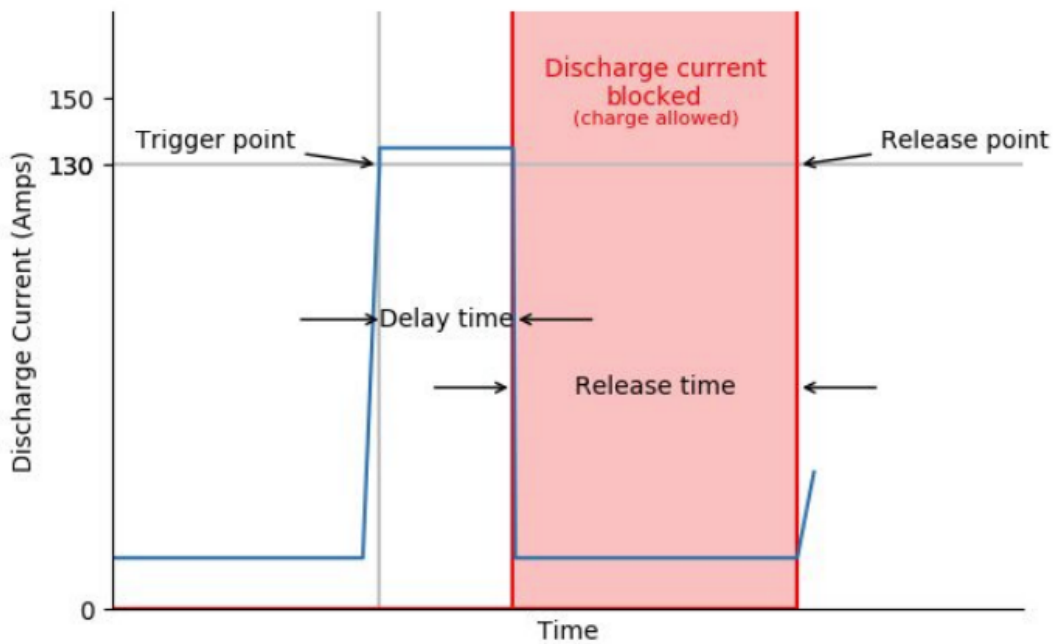 Discharge current
blocked
(charge allowed)
150
Trigger point
Release point
130
Discharge Current (Amps)
Delay time
Release time
0
Time